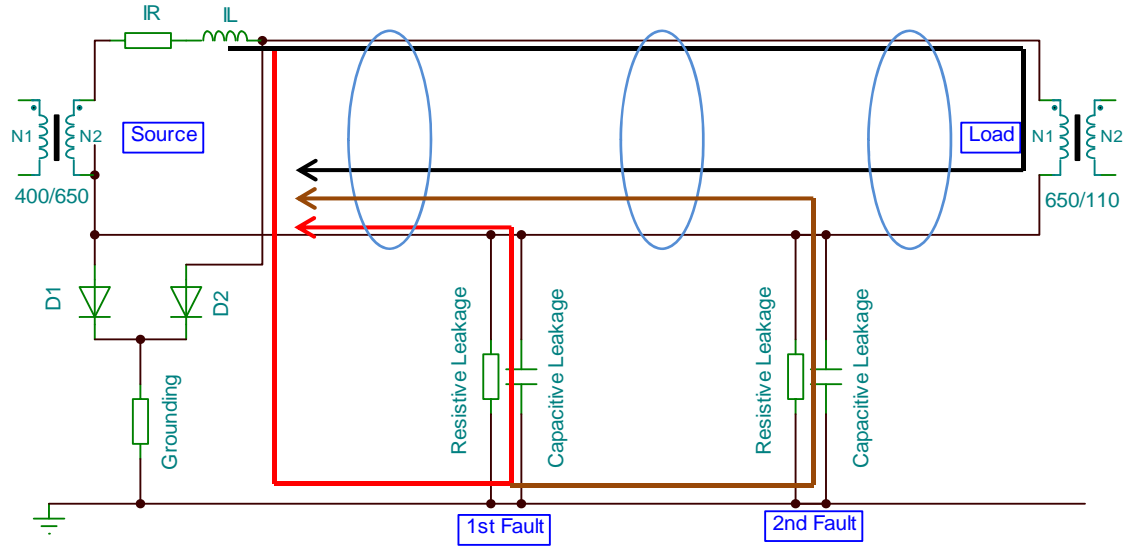 IR
IL
N1
N2
Source
400/650
Load
N1
N2
650/110
D1
D2
Grounding
Resistive Leakage
Capacitive Leakage
Resistive Leakage
Capacitive Leakage
1st Fault
2nd Fault